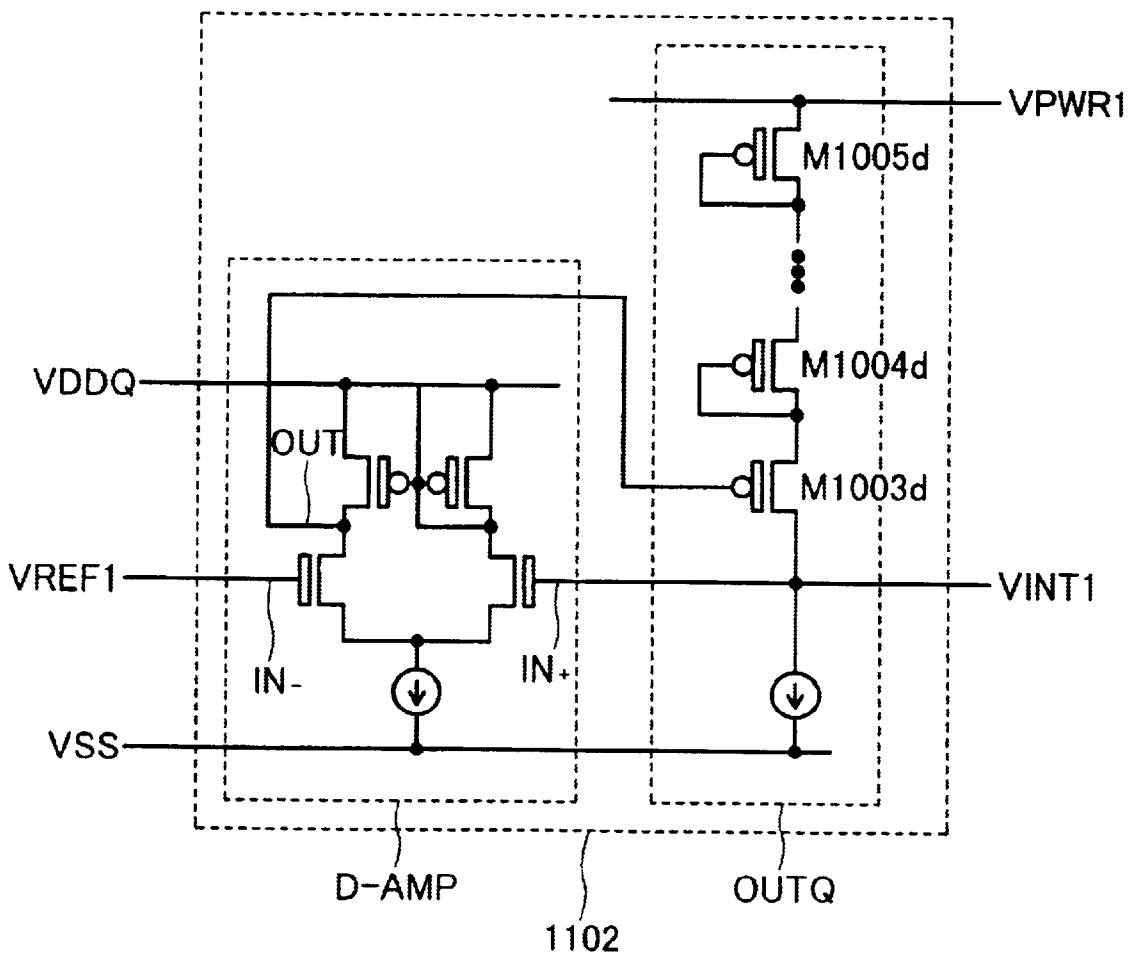 VPWR1
M1005d
M1004d
VDDQ
OUT
M1003d
VREF1
VINT1
IN-
IN+
VSS
D-AMP
OUTQ
1102